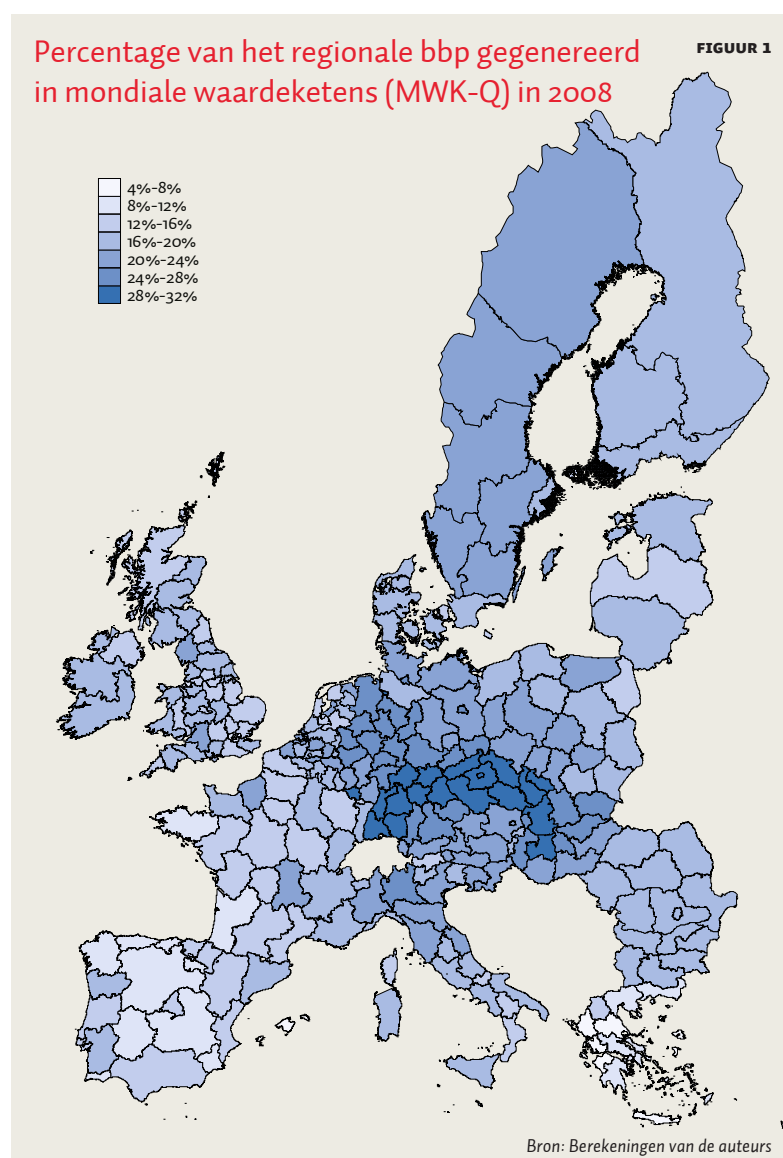 Percentage van het regionale bbp gegenereerd
in mondiale waardeketens (MWK-Q) in 2008
FIGUUR 1
4%-8%
8%-12%
12%-16%
16%-20%
20%-24%
24%-28%
28%-32%
Bron: Berekeningen van de auteurs